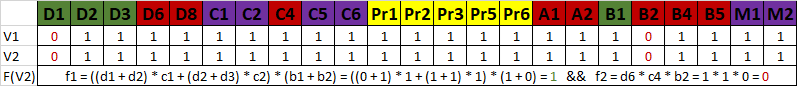 D1 D2 D3 D6 D8 C1 C2 C4 C5 C6 Pr1 Pr2 Pr3 Pr5 Pr6 A1 A2 B1 B2 B4 B5 M1 M2
V1 0 1 1 1 1 1 1 1 1 1 1 1 1 1 1 1 1 1 0 1 1 1 1
V2 0 1 1 1 1 1 1 1 1 1 1 1 1 1 1 1 1 1 0 1 1 1 1
F(V2) f1 = ((d1 + d2) * c1 + (d2 + d3) * c2) * (b1 + b2) = ((0 + 1) * 1 + (1 + 1) * 1) * (1 + 0) = 1 && f2 = d6 * c4 * b2 = 1 * 1 * 0 = 0